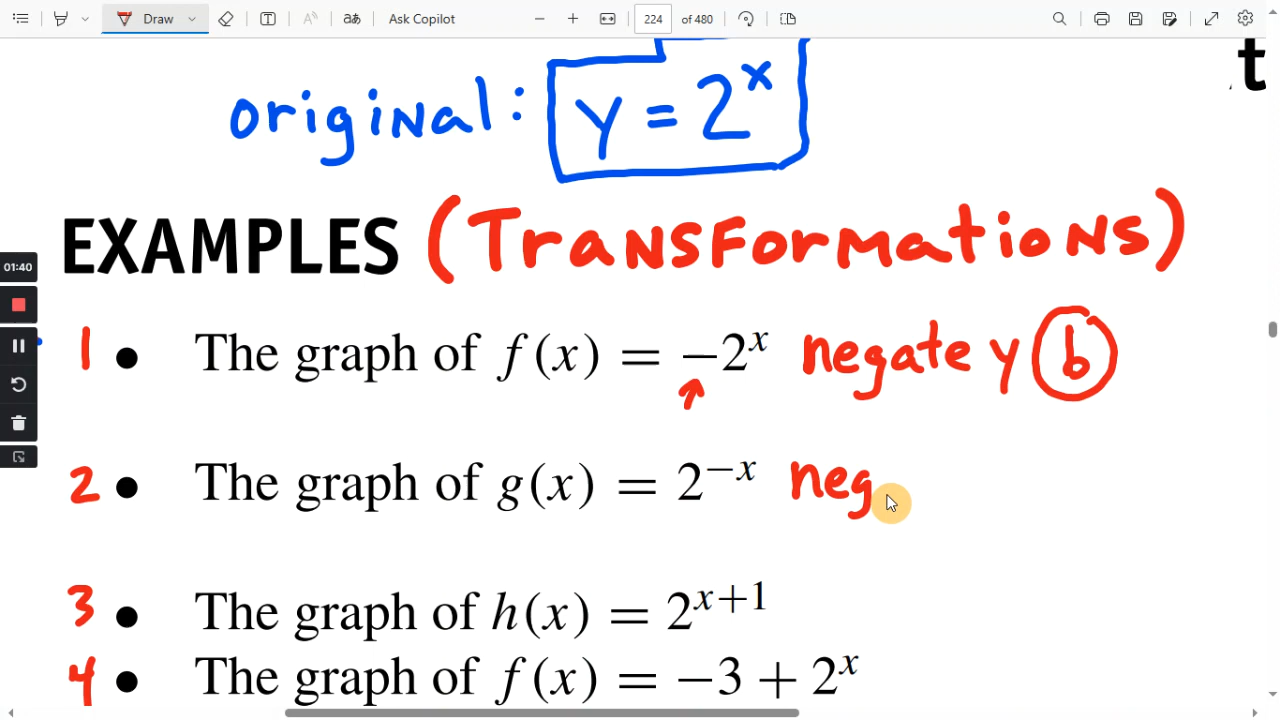 Draw Ask Copilot 224 of 480
original: y = 2^x
t
EXAMPLES (Transformations)
01:40
1 • The graph of f(x) = −2^x negate y b
2 • The graph of g(x) = 2^{−x} neg
3 • The graph of h(x) = 2^{x+1}
4 • The graph of f(x) = −3 + 2^x